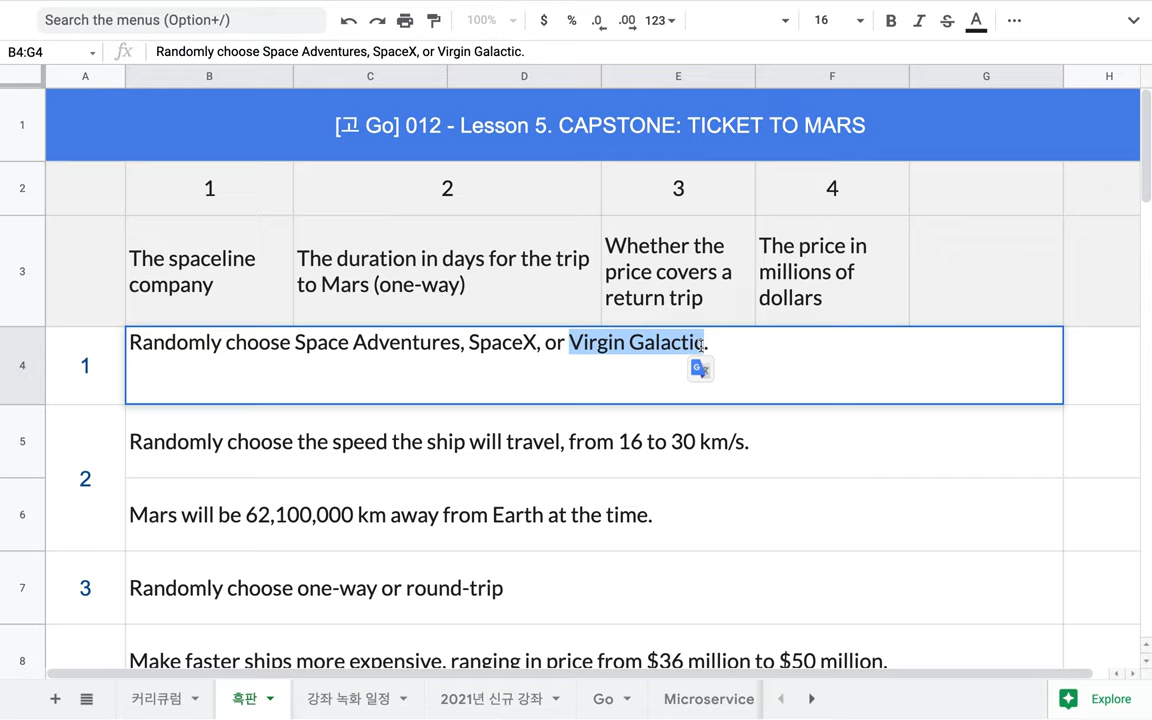 Search the menus (Option+/)
100%
$ % .0 .00 123
16
B I S A
B4:G4
fx
Randomly choose Space Adventures, SpaceX, or Virgin Galactic.
A B C D E F G H
1
[고 Go] 012 - Lesson 5. CAPSTONE: TICKET TO MARS
2
1 2 3 4
3
The spaceline
company
The duration in days for the trip
to Mars (one-way)
Whether the
price covers a
return trip
The price in
millions of
dollars
4
1
Randomly choose Space Adventures, SpaceX, or Virgin Galactic.
5
Randomly choose the speed the ship will travel, from 16 to 30 km/s.
2
6
Mars will be 62,100,000 km away from Earth at the time.
7
3
Randomly choose one-way or round-trip
8
Make faster ships more expensive, ranging in price from $36 million to $50 million.
커리큘럼
흑판
강좌 녹화 일정
2021년 신규 강좌
Go
Microservice
Explore